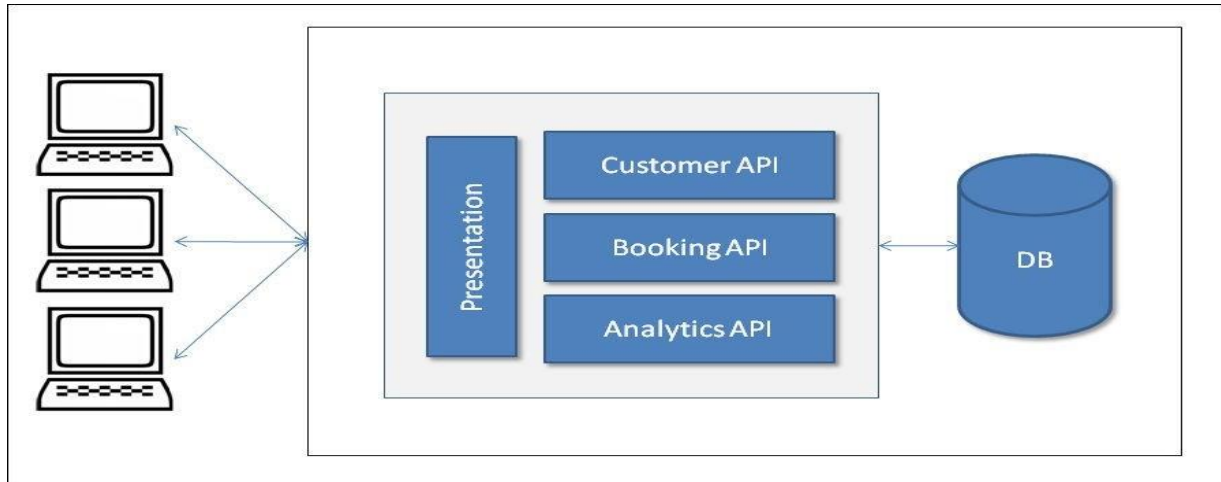 Presentation
Customer API
Booking API
Analytics API
DB